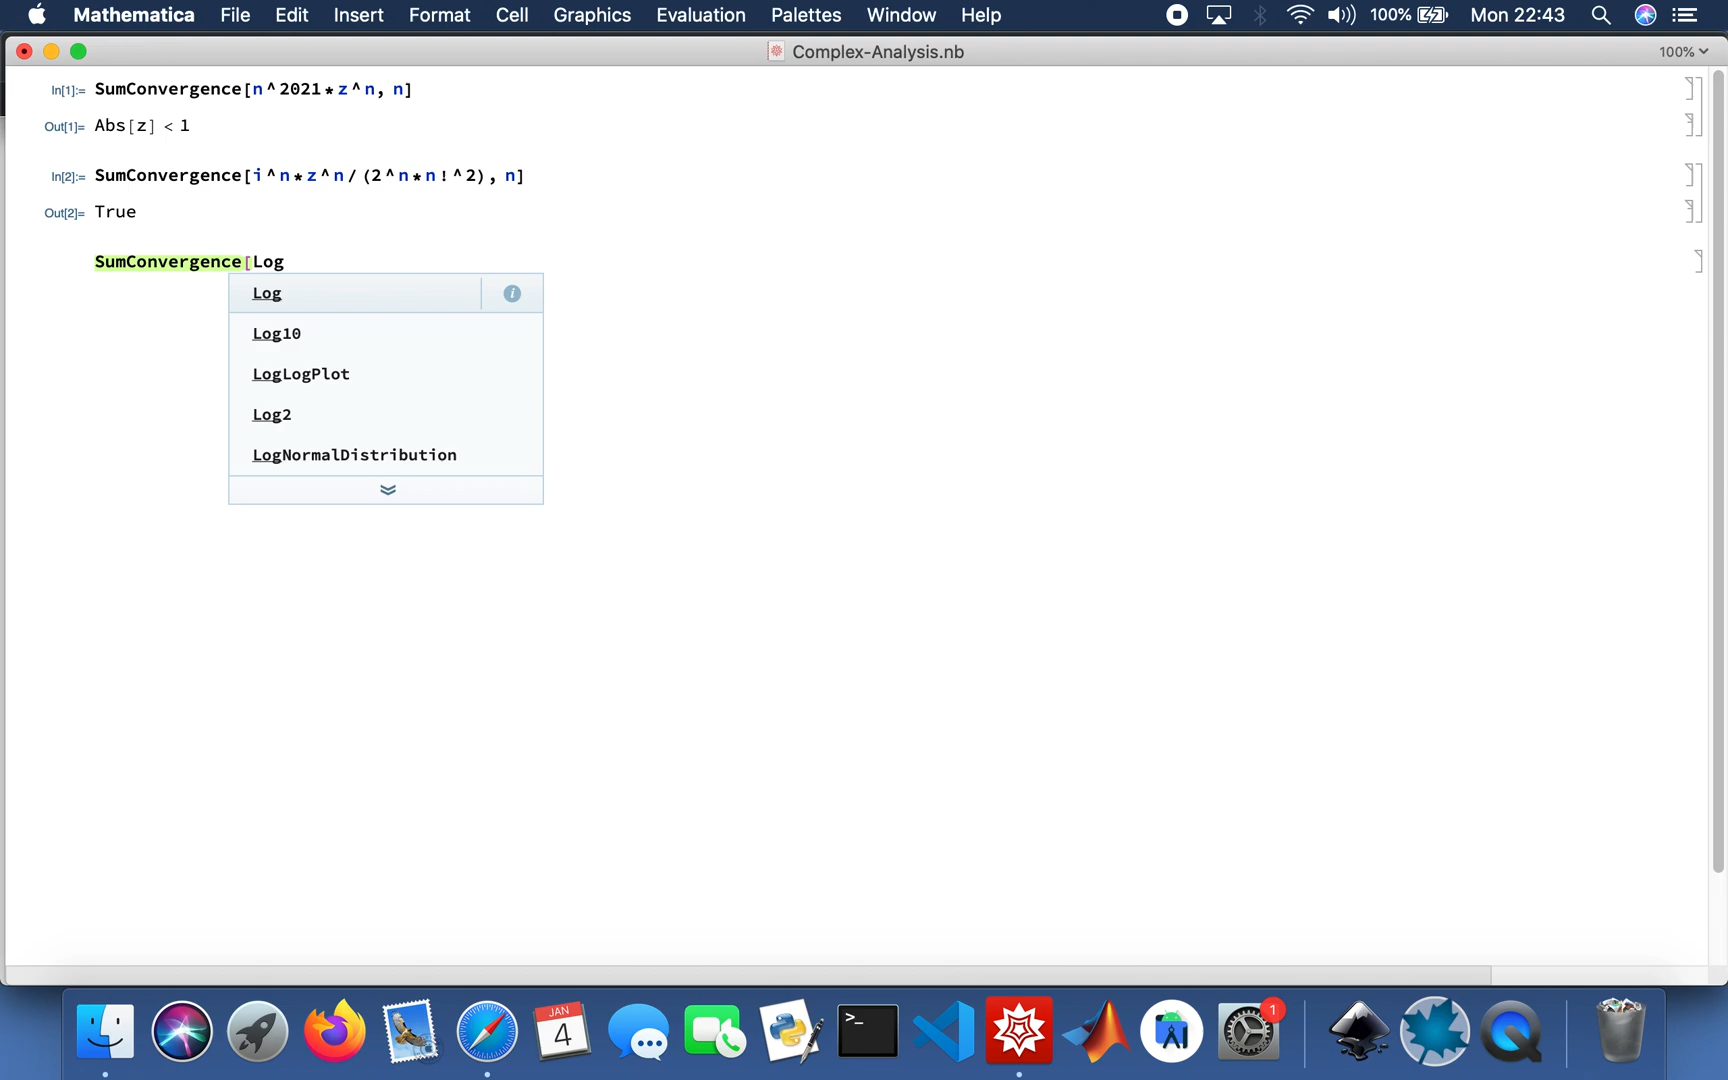 Mathematica File Edit Insert Format Cell Graphics Evaluation Palettes Window Help 100% Mon 22:43
Complex-Analysis.nb 100%
In[1]:= SumConvergence[n^2021*z^n, n]
Out[1]= Abs[z] < 1
In[2]:= SumConvergence[i^n*z^n/(2^n*n!^2), n]
Out[2]= True
SumConvergence[Log
Log
Log10
LogLogPlot
Log2
LogNormalDistribution
JAN
4
>_
1